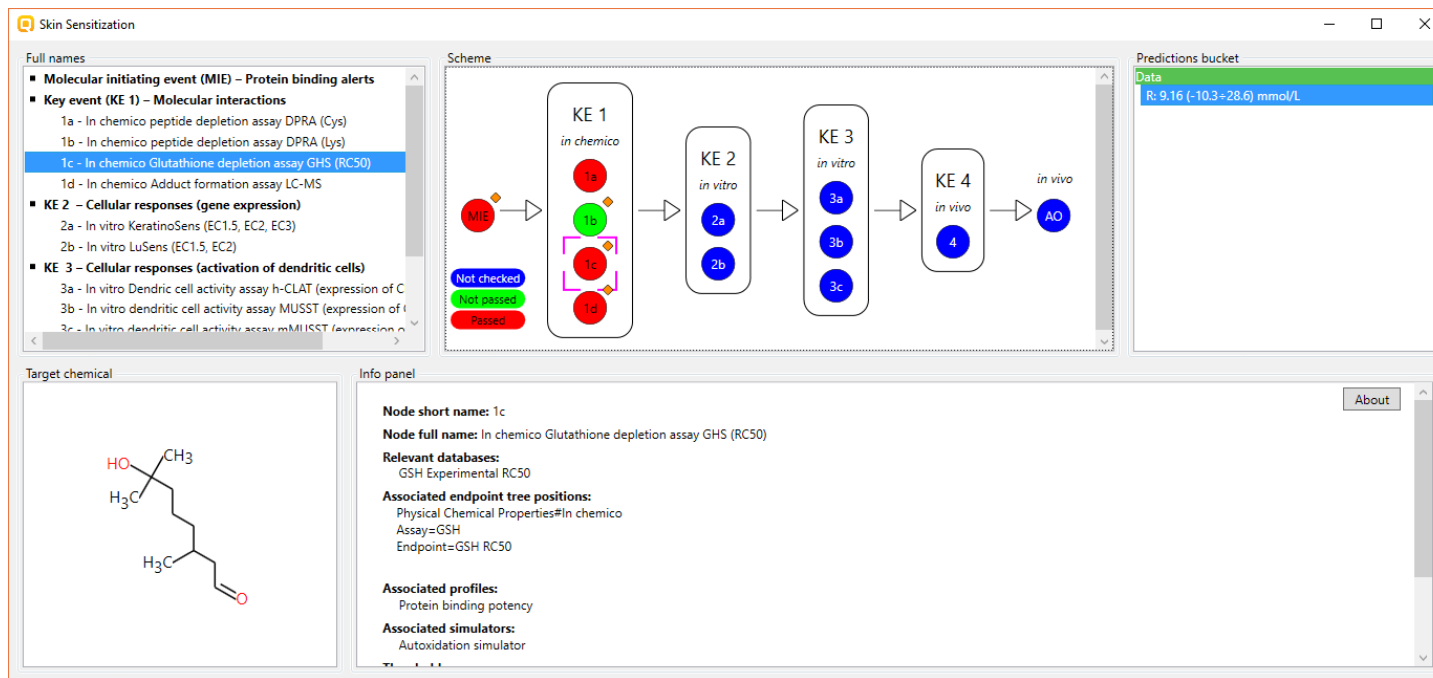 Skin Sensitization
Full names
Molecular initiating event (MIE) – Protein binding alerts
Key event (KE 1) – Molecular interactions
1a - In chemico peptide depletion assay DPRA (Cys)
1b - In chemico peptide depletion assay DPRA (Lys)
1c - In chemico Glutathione depletion assay GHS (RC50)
1d - In chemico Adduct formation assay LC-MS
KE 2 – Cellular responses (gene expression)
2a - In vitro KeratinoSens (EC1.5, EC2, EC3)
2b - In vitro LuSens (EC1.5, EC2)
KE 3 – Cellular responses (activation of dendritic cells)
3a - In vitro Dendric cell activity assay h-CLAT (expression of C
3b - In vitro dendritic cell activity assay MUSST (expression of
3c - In vitro dendritic cell activity assay mMUSST (expression o
Scheme
MIE
KE 1
in chemico
1a
1b
1c
1d
KE 2
in vitro
2a
2b
KE 3
in vitro
3a
3b
3c
KE 4
in vivo
4
in vivo
AO
Not checked
Not passed
Passed
Predictions bucket
Data
R: 9.16 (-10.3÷28.6) mmol/L
Target chemical
HO
CH3
H3C
H3C
O
Info panel
About
Node short name: 1c
Node full name: In chemico Glutathione depletion assay GHS (RC50)
Relevant databases:
GSH Experimental RC50
Associated endpoint tree positions:
Physical Chemical Properties#In chemico
Assay=GSH
Endpoint=GSH RC50
Associated profiles:
Protein binding potency
Associated simulators:
Autoxidation simulator